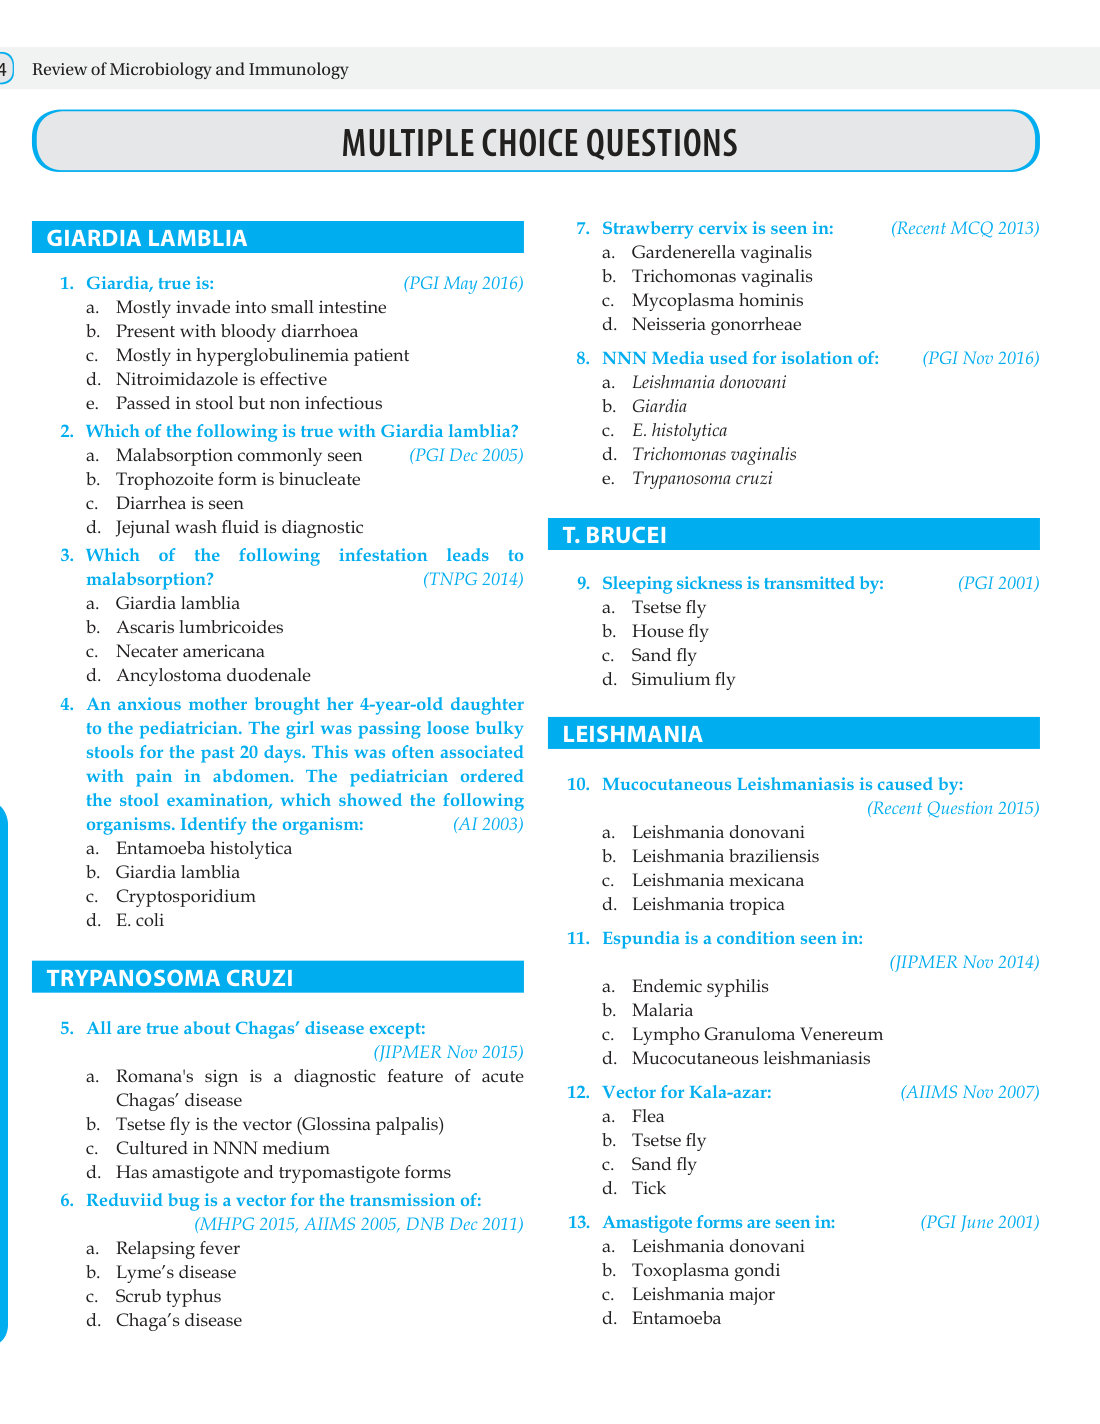 4 Review of Microbiology and Immunology
MULTIPLE CHOICE QUESTIONS
GIARDIA LAMBLIA
1. Giardia, true is: (PGI May 2016)
a. Mostly invade into small intestine
b. Present with bloody diarrhoea
c. Mostly in hyperglobulinemia patient
d. Nitroimidazole is effective
e. Passed in stool but non infectious
2. Which of the following is true with Giardia lamblia?
a. Malabsorption commonly seen (PGI Dec 2005)
b. Trophozoite form is binucleate
c. Diarrhea is seen
d. Jejunal wash fluid is diagnostic
3. Which of the following infestation leads to
malabsorption? (TNPG 2014)
a. Giardia lamblia
b. Ascaris lumbricoides
c. Necater americana
d. Ancylostoma duodenale
4. An anxious mother brought her 4-year-old daughter
to the pediatrician. The girl was passing loose bulky
stools for the past 20 days. This was often associated
with pain in abdomen. The pediatrician ordered
the stool examination, which showed the following
organisms. Identify the organism: (AI 2003)
a. Entamoeba histolytica
b. Giardia lamblia
c. Cryptosporidium
d. E. coli
TRYPANOSOMA CRUZI
5. All are true about Chagas’ disease except:
(JIPMER Nov 2015)
a. Romana's sign is a diagnostic feature of acute
Chagas’ disease
b. Tsetse fly is the vector (Glossina palpalis)
c. Cultured in NNN medium
d. Has amastigote and trypomastigote forms
6. Reduviid bug is a vector for the transmission of:
(MHPG 2015, AIIMS 2005, DNB Dec 2011)
a. Relapsing fever
b. Lyme’s disease
c. Scrub typhus
d. Chaga’s disease
7. Strawberry cervix is seen in: (Recent MCQ 2013)
a. Gardenerella vaginalis
b. Trichomonas vaginalis
c. Mycoplasma hominis
d. Neisseria gonorrheae
8. NNN Media used for isolation of: (PGI Nov 2016)
a. Leishmania donovani
b. Giardia
c. E. histolytica
d. Trichomonas vaginalis
e. Trypanosoma cruzi
T. BRUCEI
9. Sleeping sickness is transmitted by: (PGI 2001)
a. Tsetse fly
b. House fly
c. Sand fly
d. Simulium fly
LEISHMANIA
10. Mucocutaneous Leishmaniasis is caused by:
(Recent Question 2015)
a. Leishmania donovani
b. Leishmania braziliensis
c. Leishmania mexicana
d. Leishmania tropica
11. Espundia is a condition seen in:
(JIPMER Nov 2014)
a. Endemic syphilis
b. Malaria
c. Lympho Granuloma Venereum
d. Mucocutaneous leishmaniasis
12. Vector for Kala-azar: (AIIMS Nov 2007)
a. Flea
b. Tsetse fly
c. Sand fly
d. Tick
13. Amastigote forms are seen in: (PGI June 2001)
a. Leishmania donovani
b. Toxoplasma gondi
c. Leishmania major
d. Entamoeba